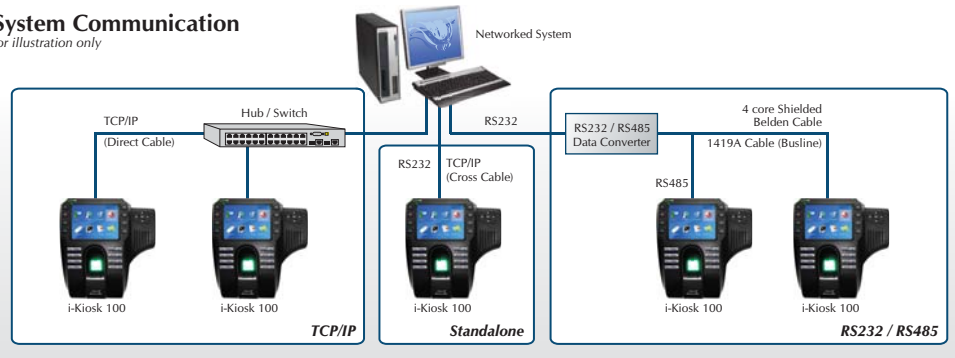 System Communication
or illustration only
Networked System
TCP/IP
(Direct Cable)
Hub / Switch
i-Kiosk 100
i-Kiosk 100
TCP/IP
RS232
TCP/IP
(Cross Cable)
i-Kiosk 100
Standalone
RS232
RS232 / RS485
Data Converter
4 core Shielded
Belden Cable
1419A Cable (Busline)
RS485
i-Kiosk 100
i-Kiosk 100
RS232 / RS485